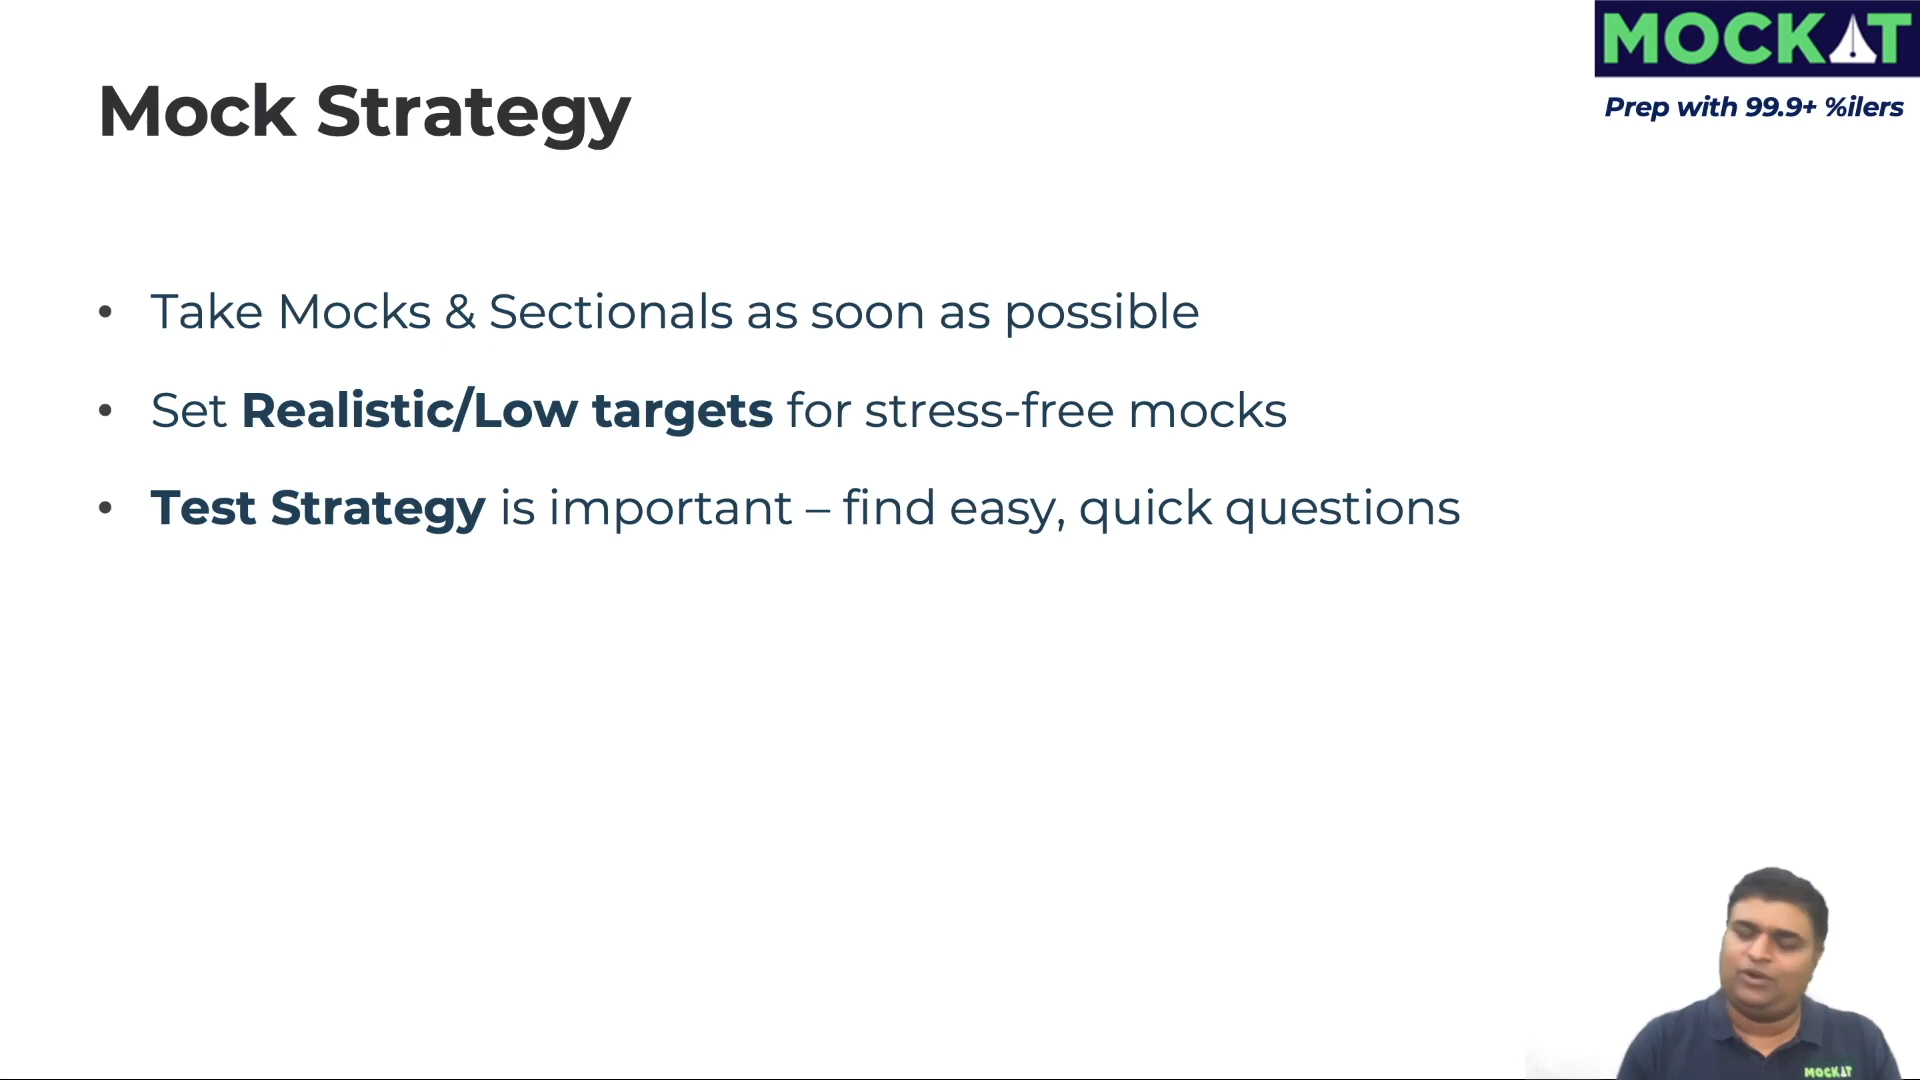 MOCKAT
Prep with 99.9+ %ilers
Mock Strategy
• Take Mocks & Sectionals as soon as possible
• Set Realistic/Low targets for stress-free mocks
• Test Strategy is important – find easy, quick questions
MOCKAT